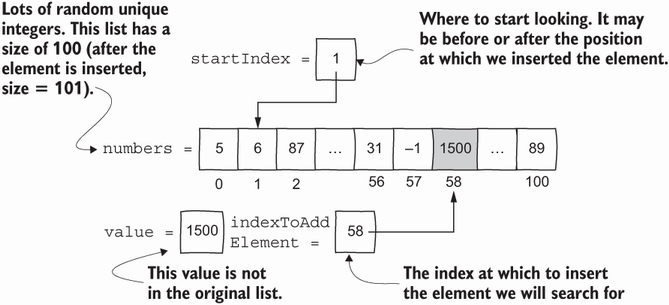 Lots of random unique
integers. This list has a
size of 100 (after the
element is inserted,
size = 101).
Where to start looking. It may
be before or after the position
at which we inserted the element.
startIndex = 1
numbers = 5 6 87 … 31 –1 1500 … 89
0 1 2 56 57 58 100
value = 1500
indexToAdd
Element = 58
This value is not
in the original list.
The index at which to insert
the element we will search for